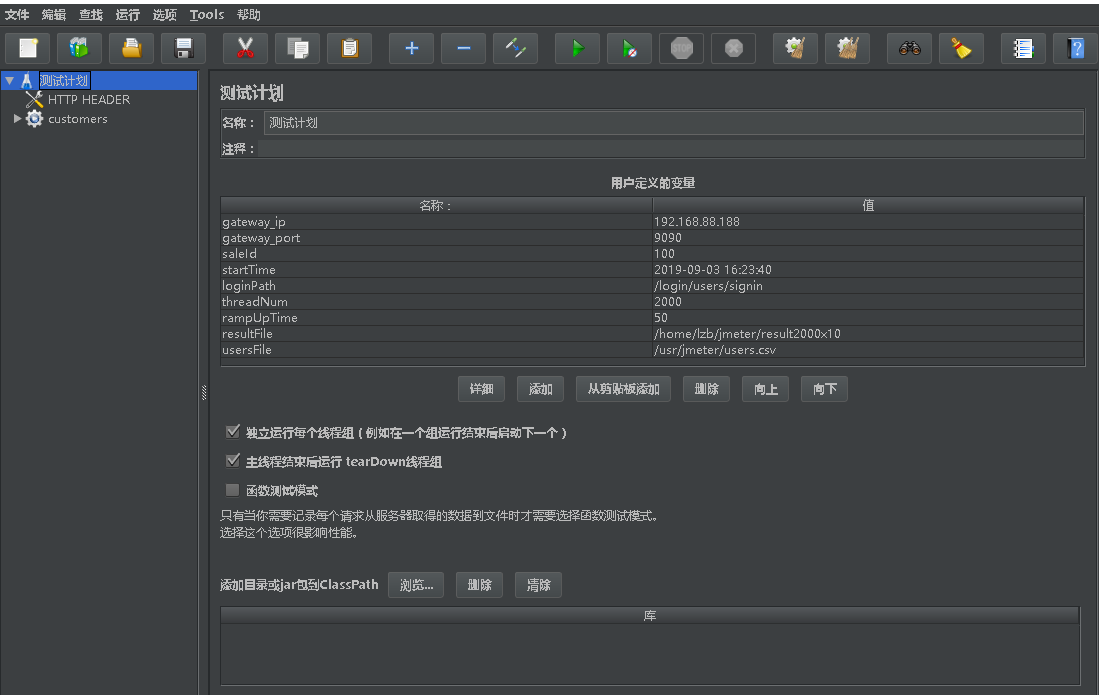 文件 编辑 查找 运行 选项 Tools 帮助
STOP
测试计划
HTTP HEADER
customers
测试计划
名称： 测试计划
注释：
用户定义的变量
名称： 值
gateway_ip 192.168.88.188
gateway_port 9090
saleId 100
startTime 2019-09-03 16:23:40
loginPath /login/users/signin
threadNum 2000
rampUpTime 50
resultFile /home/lzb/jmeter/result2000x10
usersFile /usr/jmeter/users.csv
详细 添加 从剪贴板添加 删除 向上 向下
独立运行每个线程组（例如在一个组运行结束后启动下一个）
主线程结束后运行 tearDown线程组
函数测试模式
只有当你需要记录每个请求从服务器取得的数据到文件时才需要选择函数测试模式。
选择这个选项很影响性能。
添加目录或jar包到ClassPath 浏览... 删除 清除
库